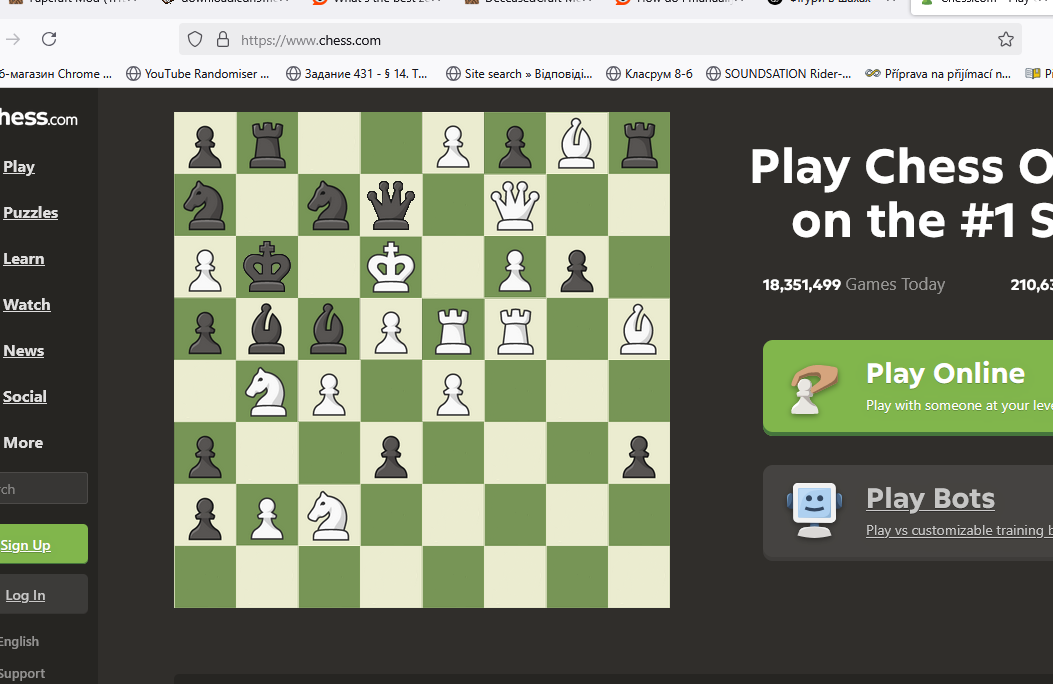 https://www.chess.com
б-магазин Chrome ...
YouTube Randomiser ...
Задание 431 - § 14. Т...
Site search » Відповіді...
Класрум 8-б
SOUNDSATION Rider-...
Příprava na přijímací n...
hess.com
Play
Puzzles
Learn
Watch
News
Social
More
rch
Sign Up
Log In
English
Support
Play Chess O
on the #1 S
18,351,499 Games Today
210,63
Play Online
Play with someone at your leve
Play Bots
Play vs customizable training b